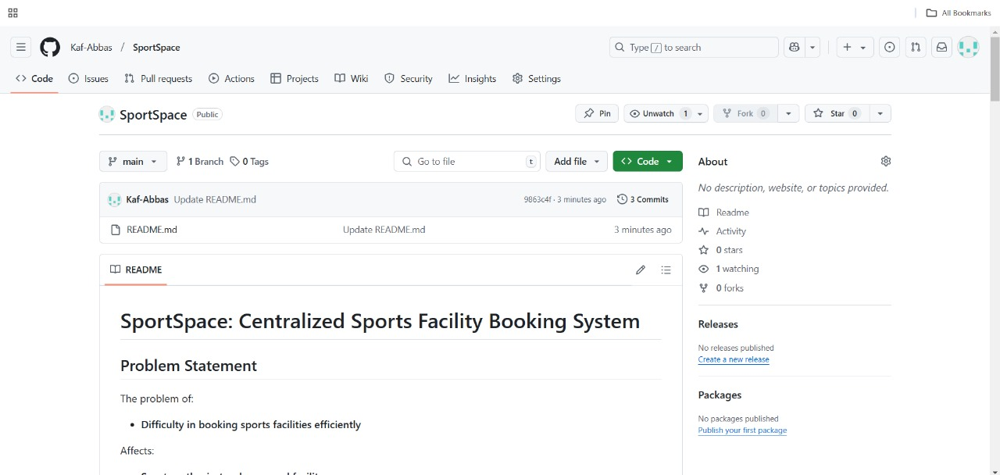 All Bookmarks
Kaf-Abbas / SportSpace
Type / to search
Code Issues Pull requests Actions Projects Wiki Security Insights Settings
SportSpace Public
Pin Unwatch 1 Fork 0 Star 0
main 1 Branch 0 Tags Go to file t Add file Code
Kaf-Abbas Update README.md 9863c4f · 3 minutes ago 3 Commits
README.md Update README.md 3 minutes ago
README
SportSpace: Centralized Sports Facility Booking System
Problem Statement
The problem of:
• Difficulty in booking sports facilities efficiently
Affects:
About
No description, website, or topics provided.
Readme
Activity
0 stars
1 watching
0 forks
Releases
No releases published
Create a new release
Packages
No packages published
Publish your first package